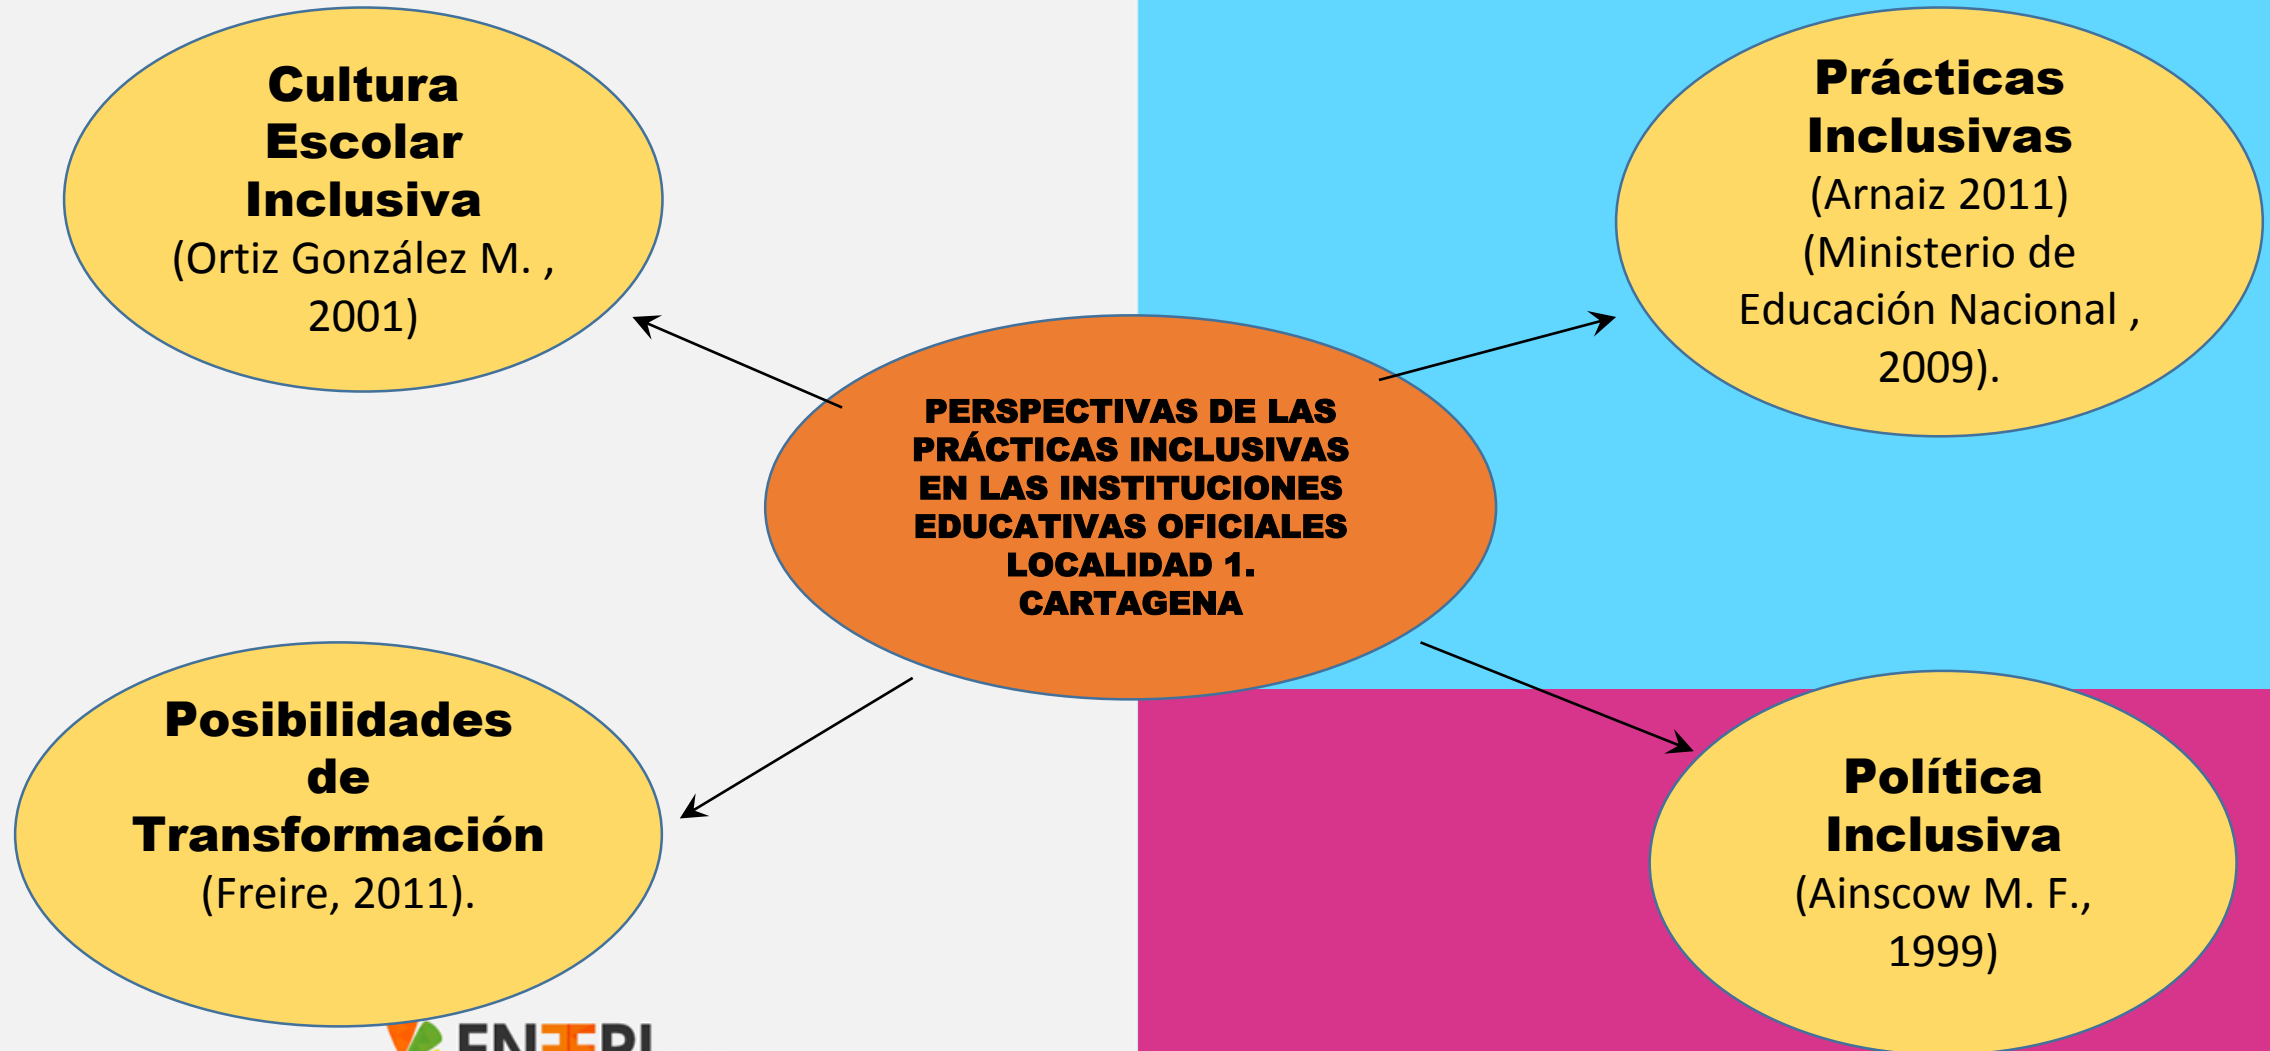 Cultura
Escolar
Inclusiva
(Ortiz González M. ,
2001)
Prácticas
Inclusivas
(Arnaiz 2011)
(Ministerio de
Educación Nacional ,
2009).
PERSPECTIVAS DE LAS
PRÁCTICAS INCLUSIVAS
EN LAS INSTITUCIONES
EDUCATIVAS OFICIALES
LOCALIDAD 1.
CARTAGENA
Posibilidades
de
Transformación
(Freire, 2011).
Política
Inclusiva
(Ainscow M. F.,
1999)